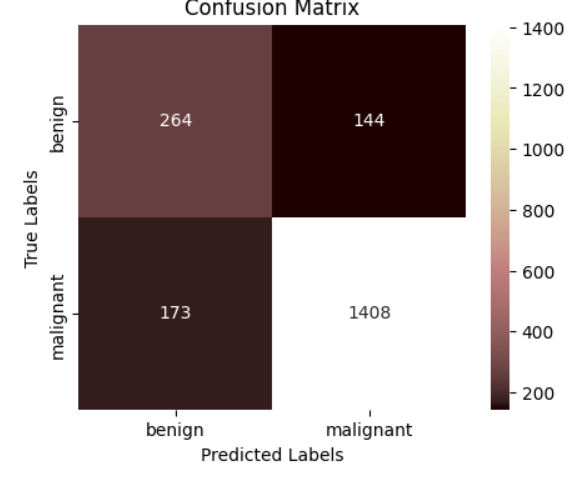 Confusion Matrix
True Labels
benign
264
144
malignant
173
1408
benign
malignant
Predicted Labels
1400
1200
1000
800
600
400
200